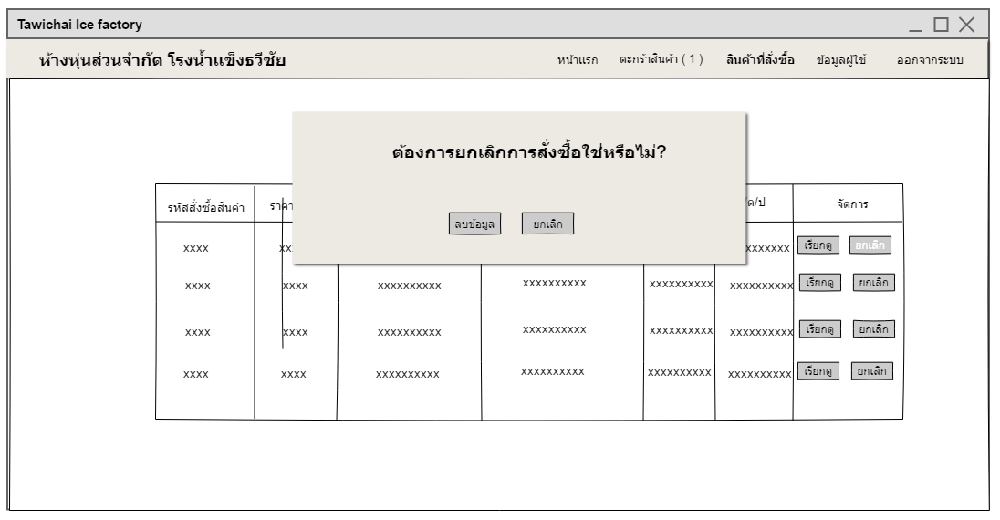 Tawichai Ice factory
ห้างหุ่นส่วนจำกัด โรงน้ำแข็งธวีชัย หน้าแรก ตะกร้าสินค้า ( 1 ) สินค้าที่สั่งซื้อ ข้อมูลผู้ใช้ ออกจากระบบ
ต้องการยกเลิกการสั่งซื้อใช่หรือไม่?
รหัสสั่งซื้อสินค้า ราคา /ด/ป จัดการ
ลบข้อมูล ยกเลิก
xxxx xx xxxxxxx เรียกดู ยกเลิก
xxxx xxxx xxxxxxxxxx xxxxxxxxxx xxxxxxxxxx xxxxxxxxxx เรียกดู ยกเลิก
xxxx xxxx xxxxxxxxxx xxxxxxxxxx xxxxxxxxxx xxxxxxxxxx เรียกดู ยกเลิก
xxxx xxxx xxxxxxxxxx xxxxxxxxxx xxxxxxxxxx xxxxxxxxxx เรียกดู ยกเลิก